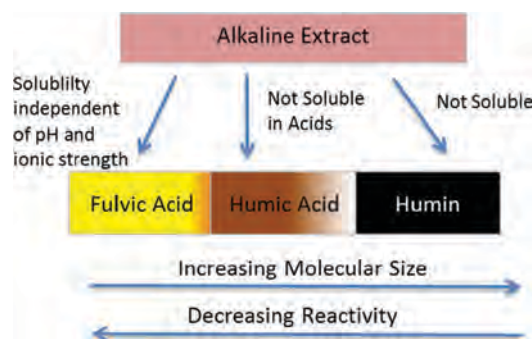 Alkaline Extract
Solublilty
independent
of pH and
ionic strength
Not Soluble
in Acids
Not Soluble
Fulvic Acid
Humic Acid
Humin
Increasing Molecular Size
Decreasing Reactivity